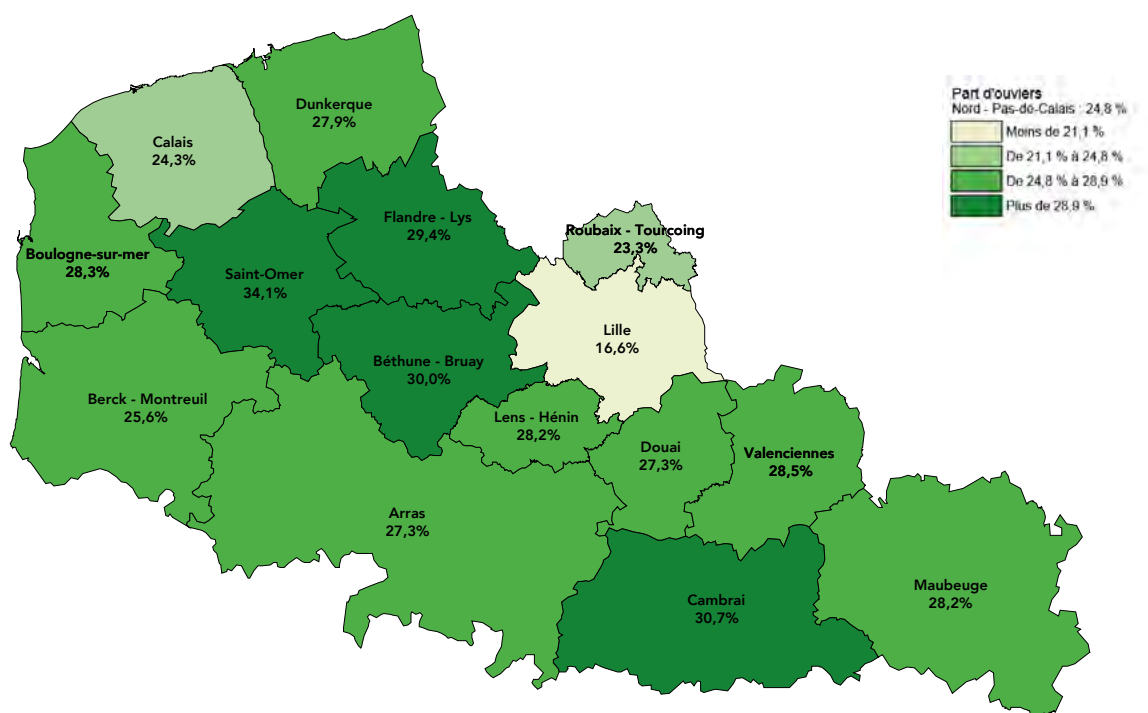 Dunkerque
27,9%
Calais
24,3%
Flandre - Lys
29,4%
Roubaix - Tourcoing
23,3%
Boulogne-sur-mer
28,3%
Saint-Omer
34,1%
Lille
16,6%
Béthune - Bruay
30,0%
Berck - Montreuil
25,6%
Lens - Hénin
28,2%
Douai
27,3%
Valenciennes
28,5%
Arras
27,3%
Cambrai
30,7%
Maubeuge
28,2%
Part d'ouviers
Nord - Pas-de-Calais : 24,8 %
Moins de 21,1 %
De 21,1 % à 24,8 %
De 24,8 % à 28,9 %
Plus de 28,9 %